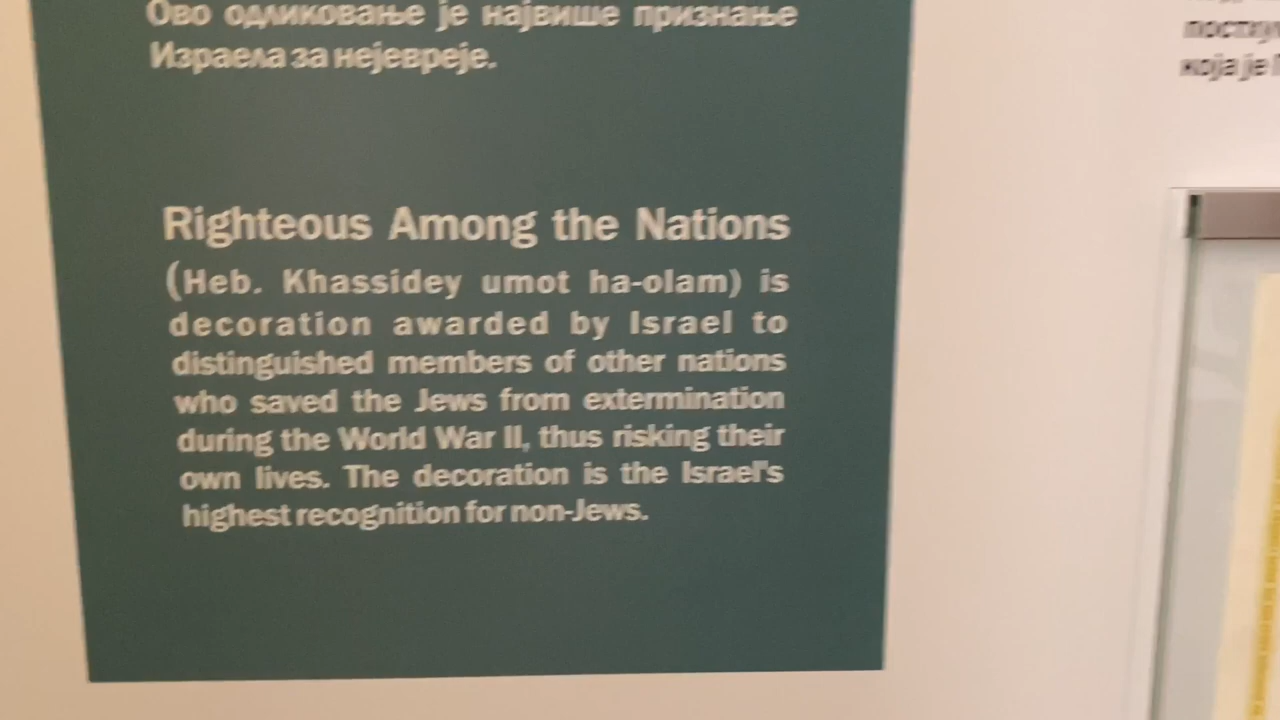 Ово одликовање је највише признање
Израела за нејевреје.
Righteous Among the Nations
(Heb. Khassidey umot ha-olam) is
decoration awarded by Israel to
distinguished members of other nations
who saved the Jews from extermination
during the World War II, thus risking their
own lives. The decoration is the Israel's
highest recognition for non-Jews.
која је